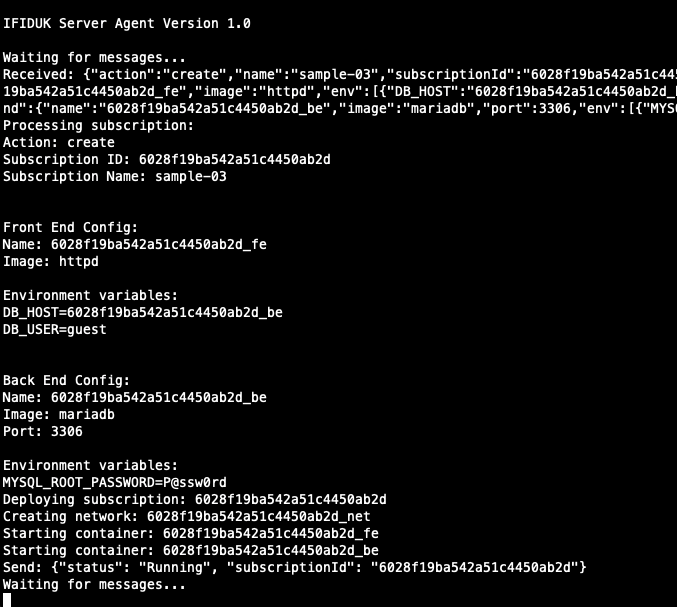 IFIDUK Server Agent Version 1.0
Waiting for messages...
Received: {"action":"create","name":"sample-03","subscriptionId":"6028f19ba542a51c445
19ba542a51c4450ab2d_fe","image":"httpd","env":[{"DB_HOST":"6028f19ba542a51c4450ab2d_
nd":{"name":"6028f19ba542a51c4450ab2d_be","image":"mariadb","port":3306,"env":[{"MYS
Processing subscription:
Action: create
Subscription ID: 6028f19ba542a51c4450ab2d
Subscription Name: sample-03
Front End Config:
Name: 6028f19ba542a51c4450ab2d_fe
Image: httpd
Environment variables:
DB_HOST=6028f19ba542a51c4450ab2d_be
DB_USER=guest
Back End Config:
Name: 6028f19ba542a51c4450ab2d_be
Image: mariadb
Port: 3306
Environment variables:
MYSQL_ROOT_PASSWORD=P@ssw0rd
Deploying subscription: 6028f19ba542a51c4450ab2d
Creating network: 6028f19ba542a51c4450ab2d_net
Starting container: 6028f19ba542a51c4450ab2d_fe
Starting container: 6028f19ba542a51c4450ab2d_be
Send: {"status": "Running", "subscriptionId": "6028f19ba542a51c4450ab2d"}
Waiting for messages...